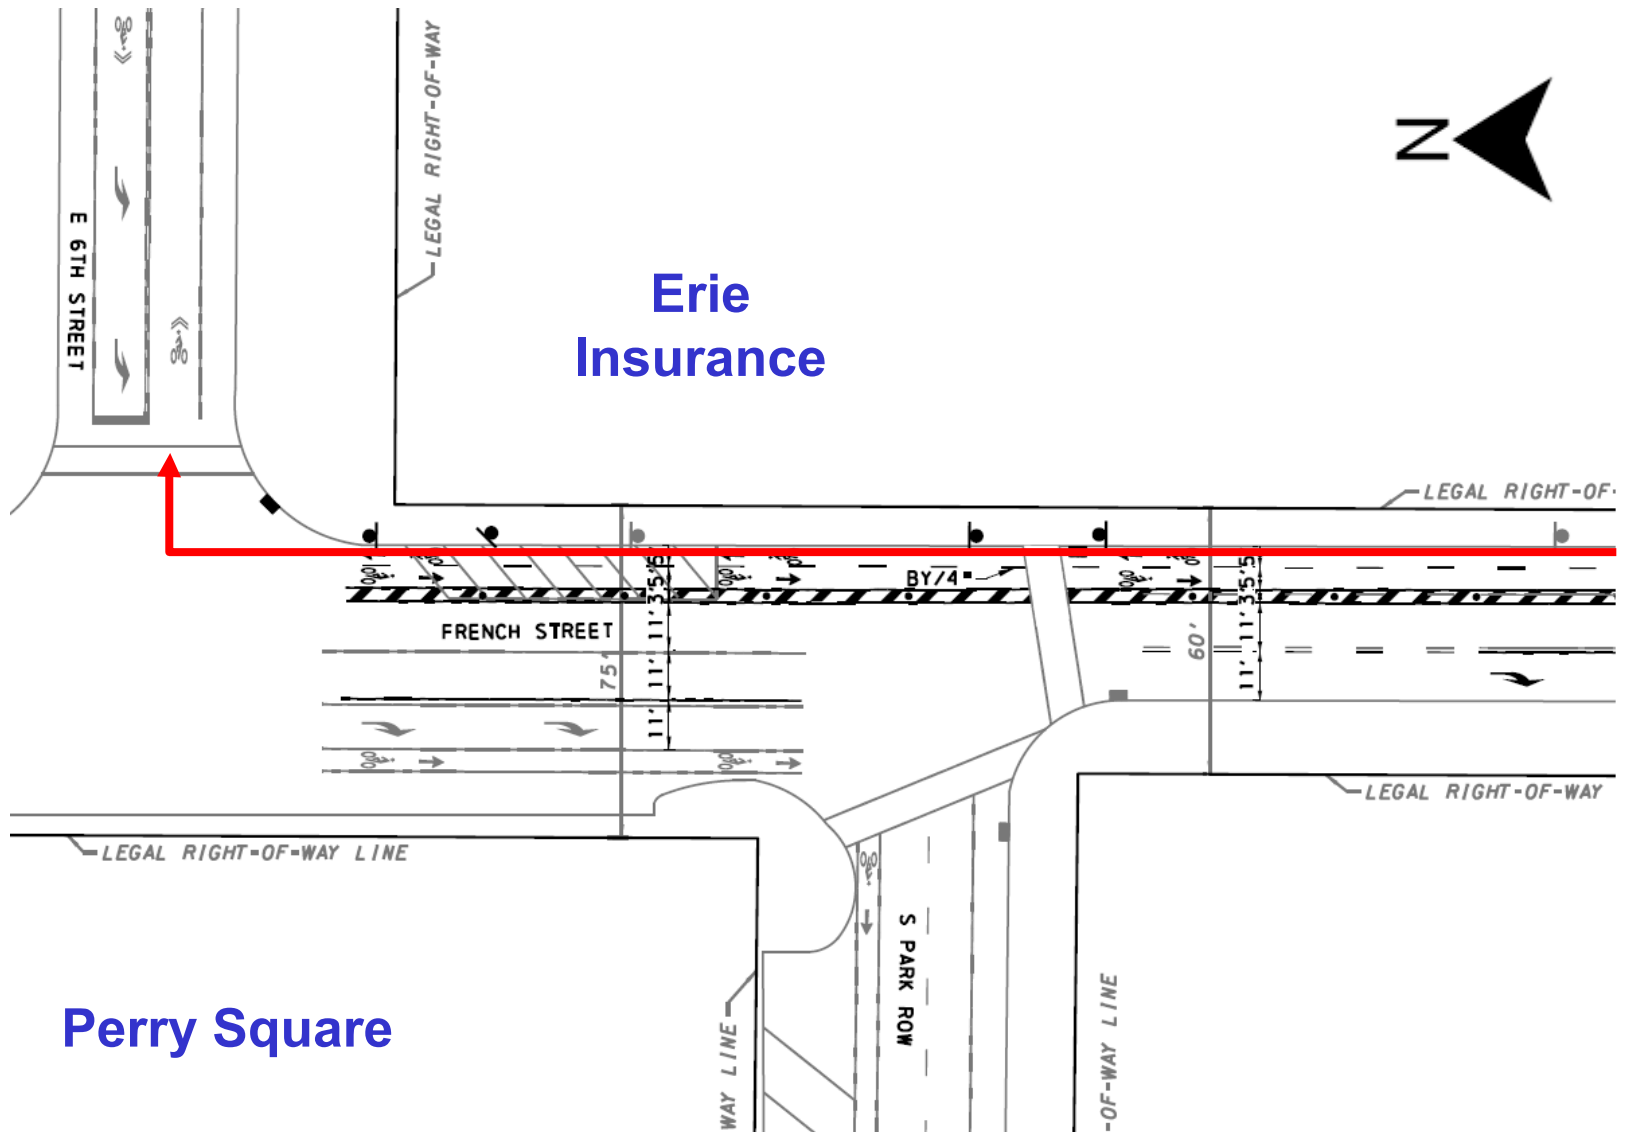 LEGAL RIGHT-OF-WAY
N
E 6TH STREET
Erie
Insurance
LEGAL RIGHT-OF-
BY/4"
5'
5'
3'
11'
11'
11'
5'
5'
3'
11'
11'
FRENCH STREET
75'
60'
LEGAL RIGHT-OF-WAY
LEGAL RIGHT-OF-WAY LINE
S PARK ROW
Perry Square
WAY LINE
-OF-WAY LINE